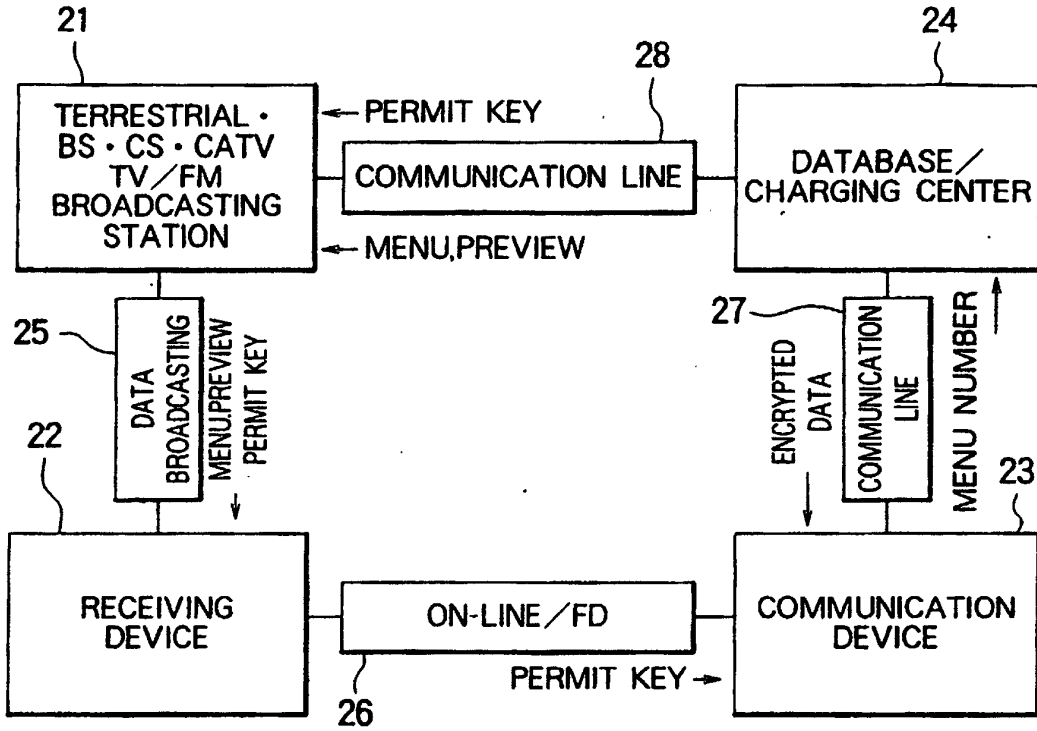 21
28
24
TERRESTRIAL・
BS・CS・CATV
TV／FM
BROADCASTING
STATION
←PERMIT KEY
COMMUNICATION LINE
←MENU,PREVIEW
DATABASE／
CHARGING CENTER
25
DATA
BROADCASTING
MENU.PREVIEW
PERMIT KEY
27
ENCRYPTED
DATA
COMMUNICATION
LINE
MENU NUMBER
22
23
RECEIVING
DEVICE
ON-LINE／FD
COMMUNICATION
DEVICE
26
PERMIT KEY→